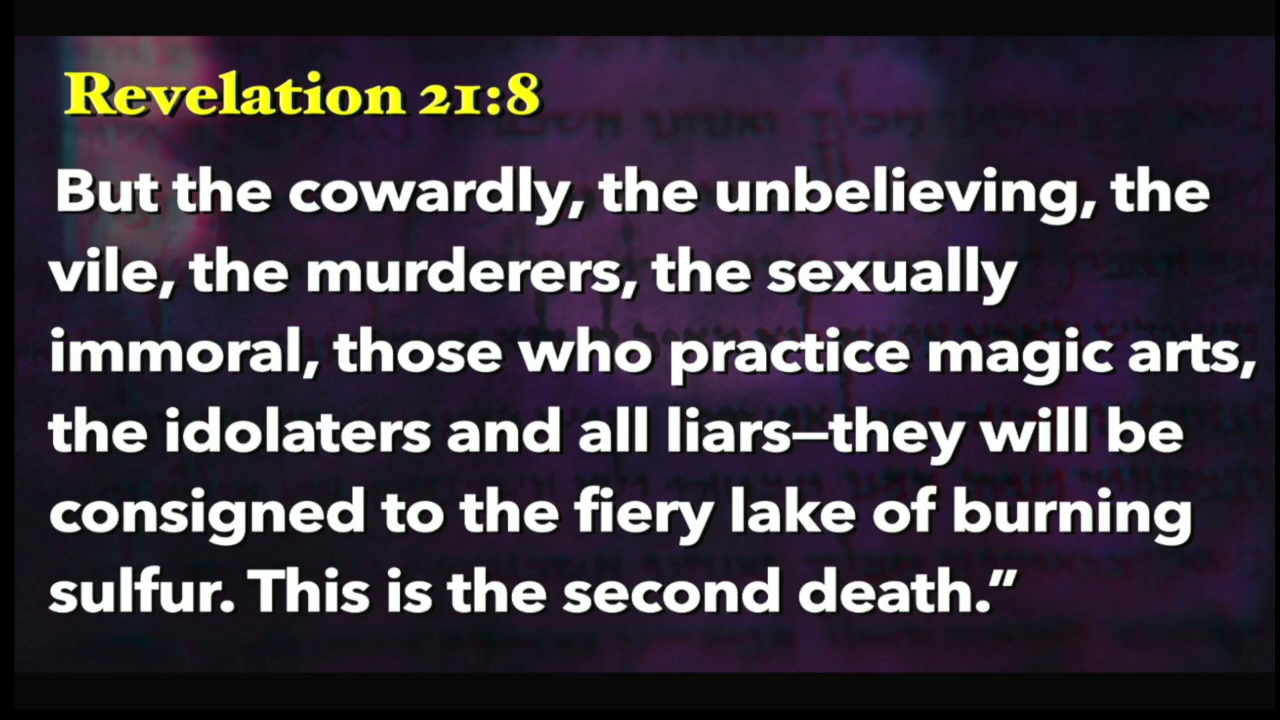 Revelation 21:8
But the cowardly, the unbelieving, the
vile, the murderers, the sexually
immoral, those who practice magic arts,
the idolaters and all liars—they will be
consigned to the fiery lake of burning
sulfur. This is the second death.”